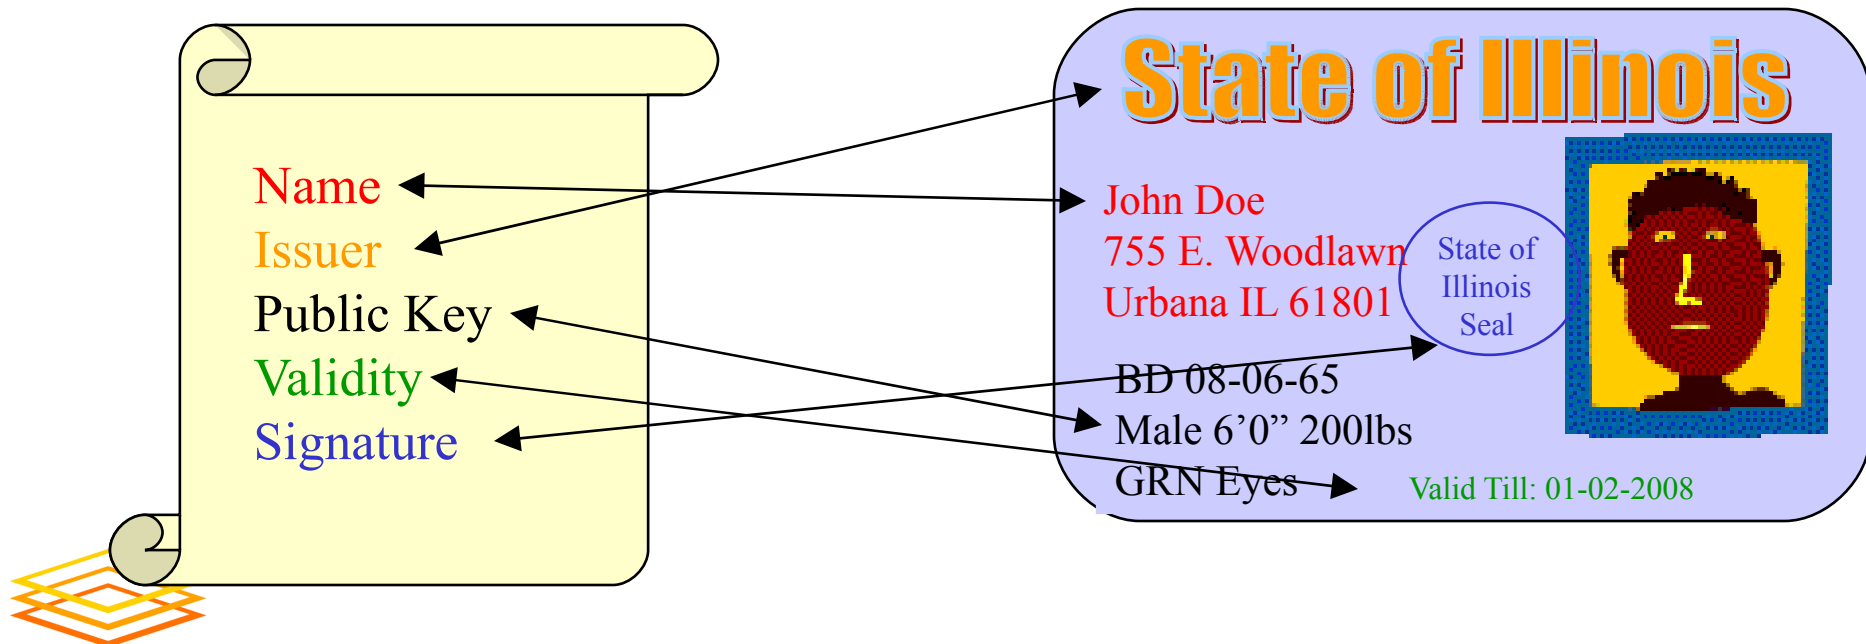 Name
Issuer
Public Key
Validity
Signature
State of Illinois
John Doe
755 E. Woodlawn
Urbana IL 61801
State of
Illinois
Seal
BD 08-06-65
Male 6’0” 200lbs
GRN Eyes
Valid Till: 01-02-2008